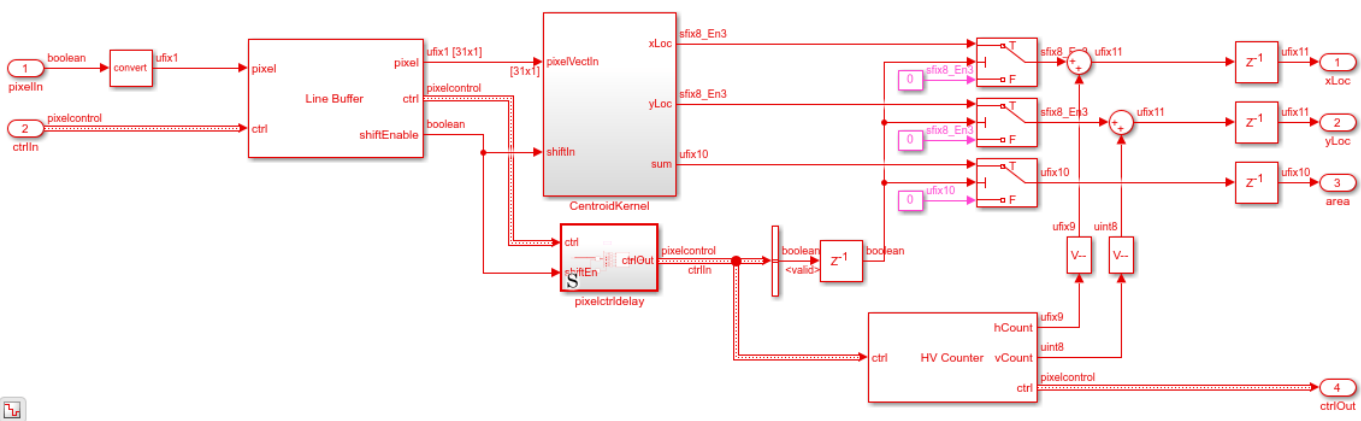 boolean
1
pixelIn
convert
ufix1
pixelcontrol
2
ctrlIn
pixel
ctrl
Line Buffer
pixel
ctrl
shiftEnable
ufix1 [31x1]
pixelcontrol
boolean
[31x1]
pixelVectIn
shiftIn
xLoc
yLoc
sum
CentroidKernel
sfix8_En3
sfix8_En3
ufix10
ctrl
shiftEn
ctrlOut
S
pixelctrldelay
pixelcontrol
ctrlIn
boolean
<valid>
Z-1
boolean
0
sfix8_En3
T
F
sfix8_En3
0
sfix8_En3
T
F
sfix8_En3
0
ufix10
T
F
ufix10
+
+
ufix11
+
+
ufix11
ufix9
uint8
V--
V--
ctrl
HV Counter
hCount
vCount
ctrl
ufix9
uint8
pixelcontrol
Z-1
ufix11
1
xLoc
Z-1
ufix11
2
yLoc
Z-1
ufix10
3
area
4
ctrlOut